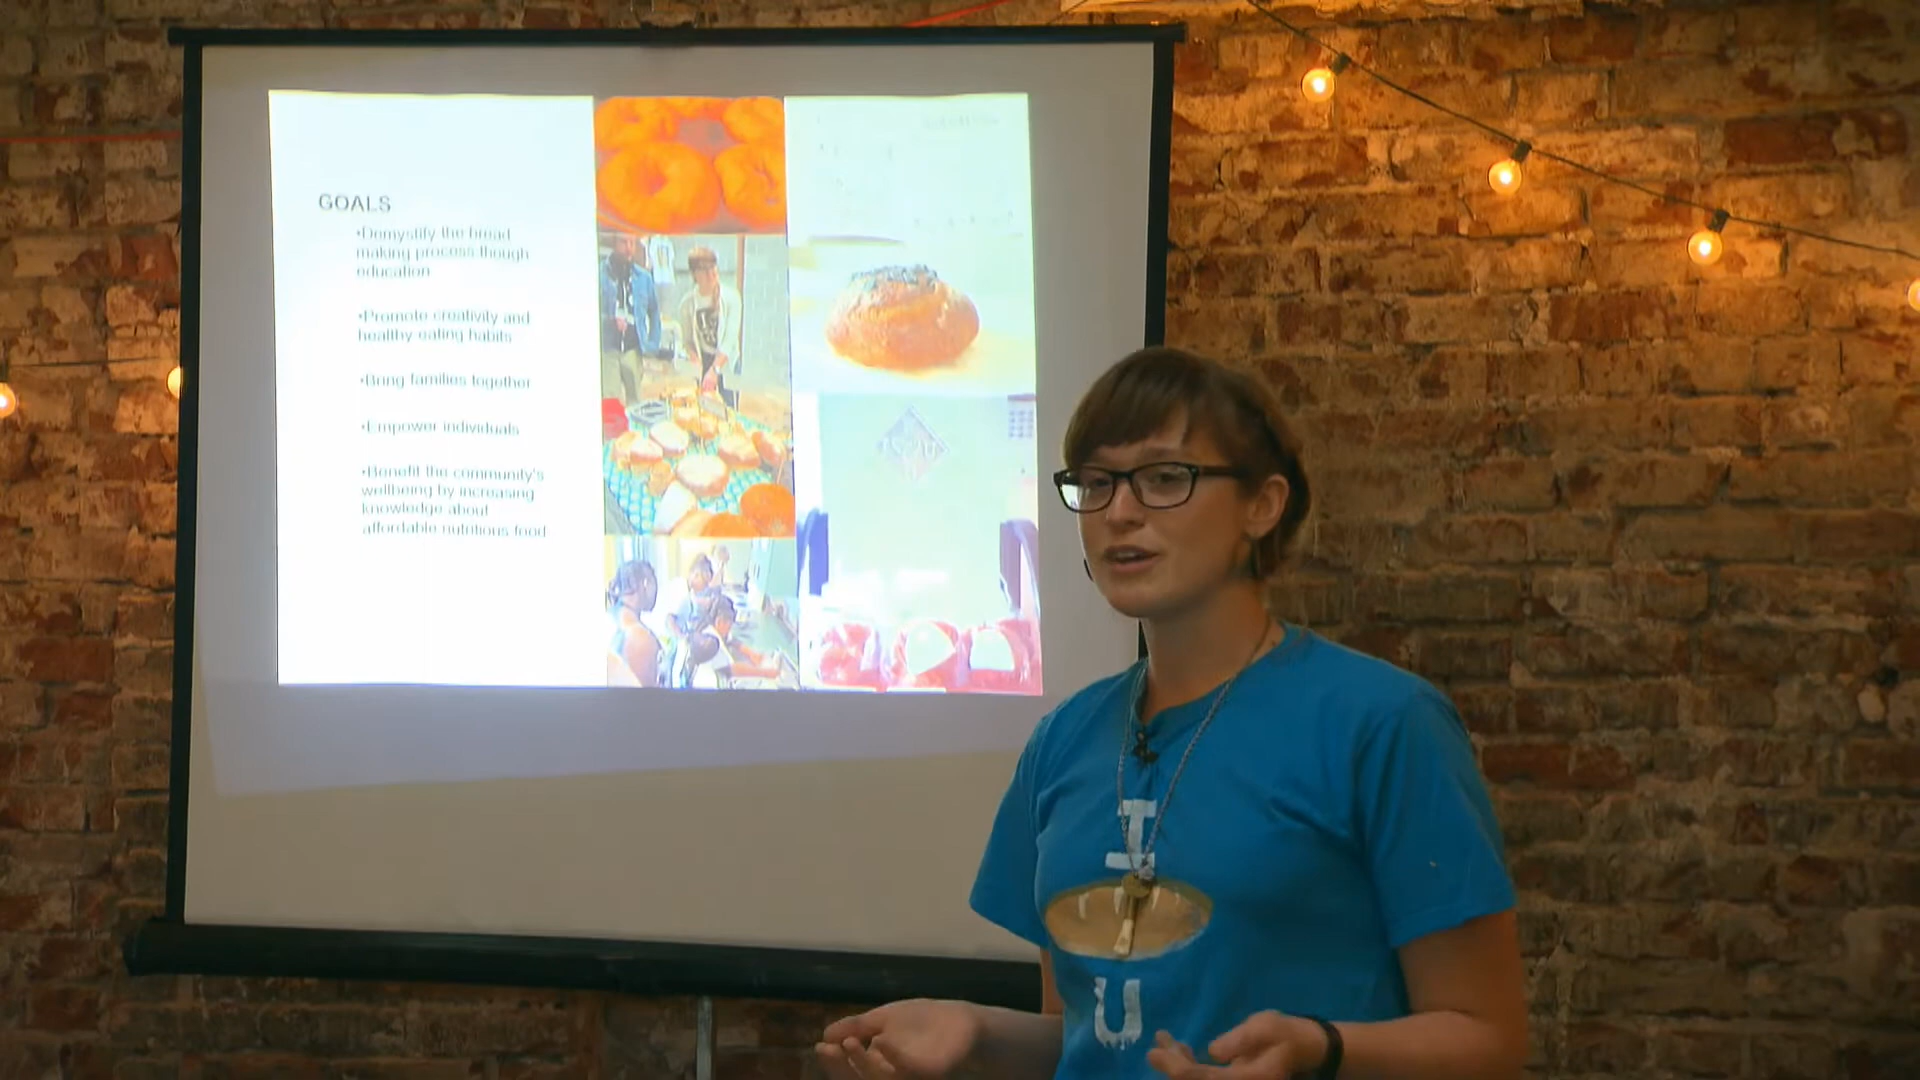 GOALS
•Demystify the bread
making process though
education
•Promote creativity and
healthy eating habits
•Bring families together
•Empower individuals
•Benefit the community's
wellbeing by increasing
knowledge about
affordable nutritious food
I
U